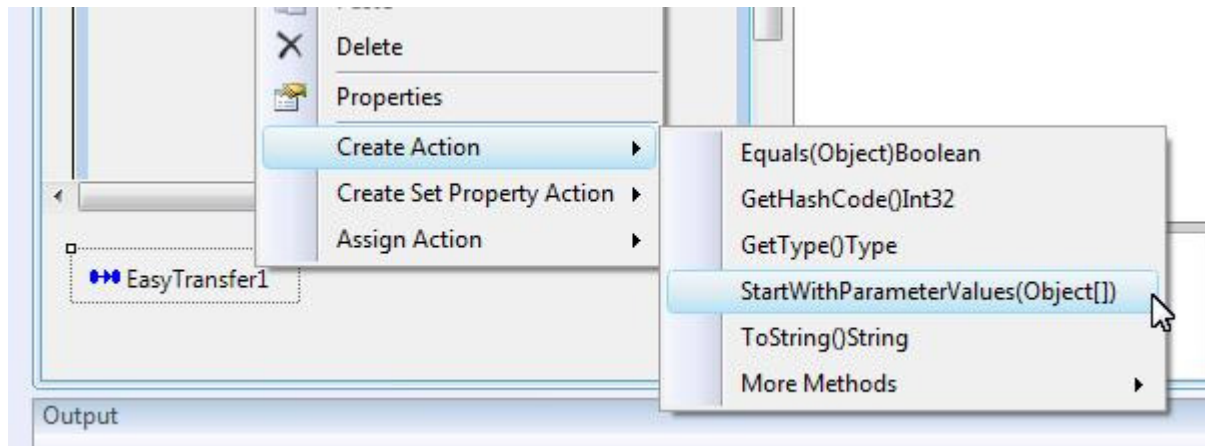 Delete
Properties
Create Action
Create Set Property Action
Assign Action
Equals(Object)Boolean
GetHashCode()Int32
GetType()Type
StartWithParameterValues(Object[])
ToString()String
More Methods
EasyTransfer1
Output